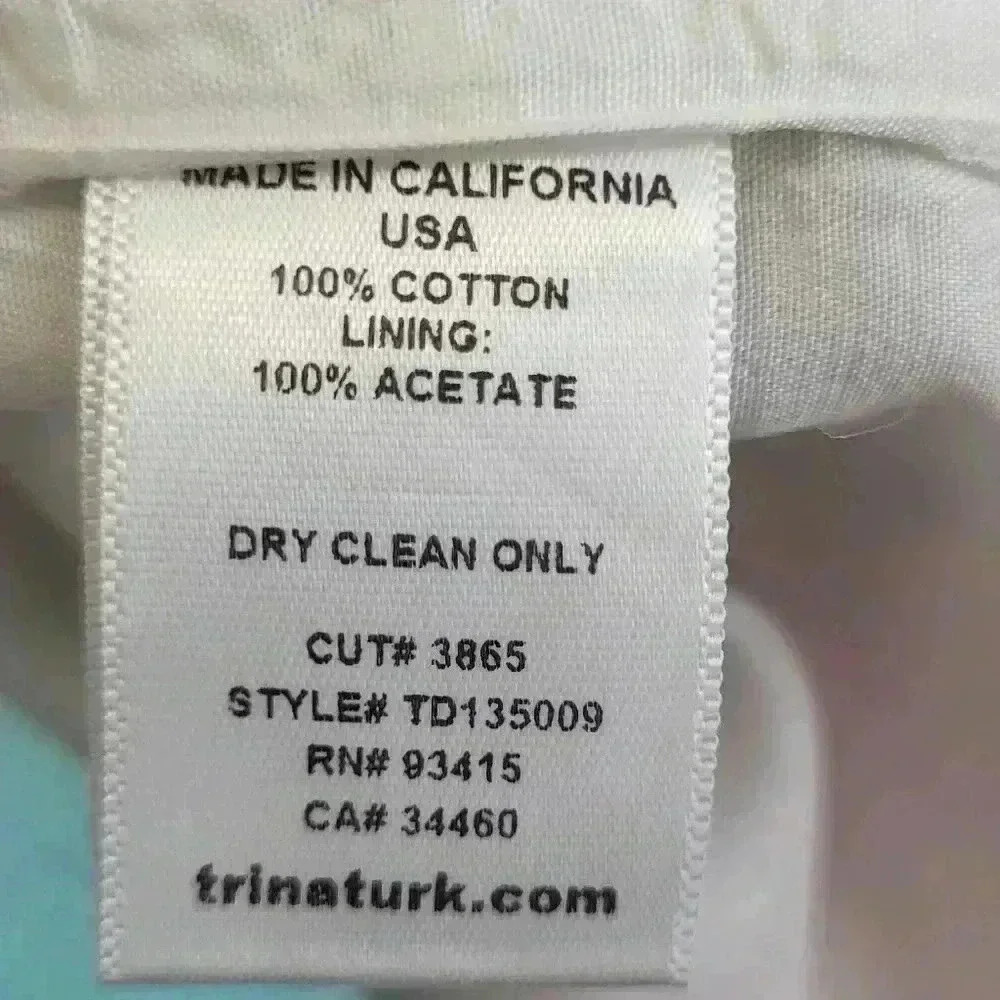 MADE IN CALIFORNIA
USA
100% COTTON
LINING:
100% ACETATE
DRY CLEAN ONLY
CUT# 3865
STYLE# TD135009
RN# 93415
CA# 34460
trinaturk.com